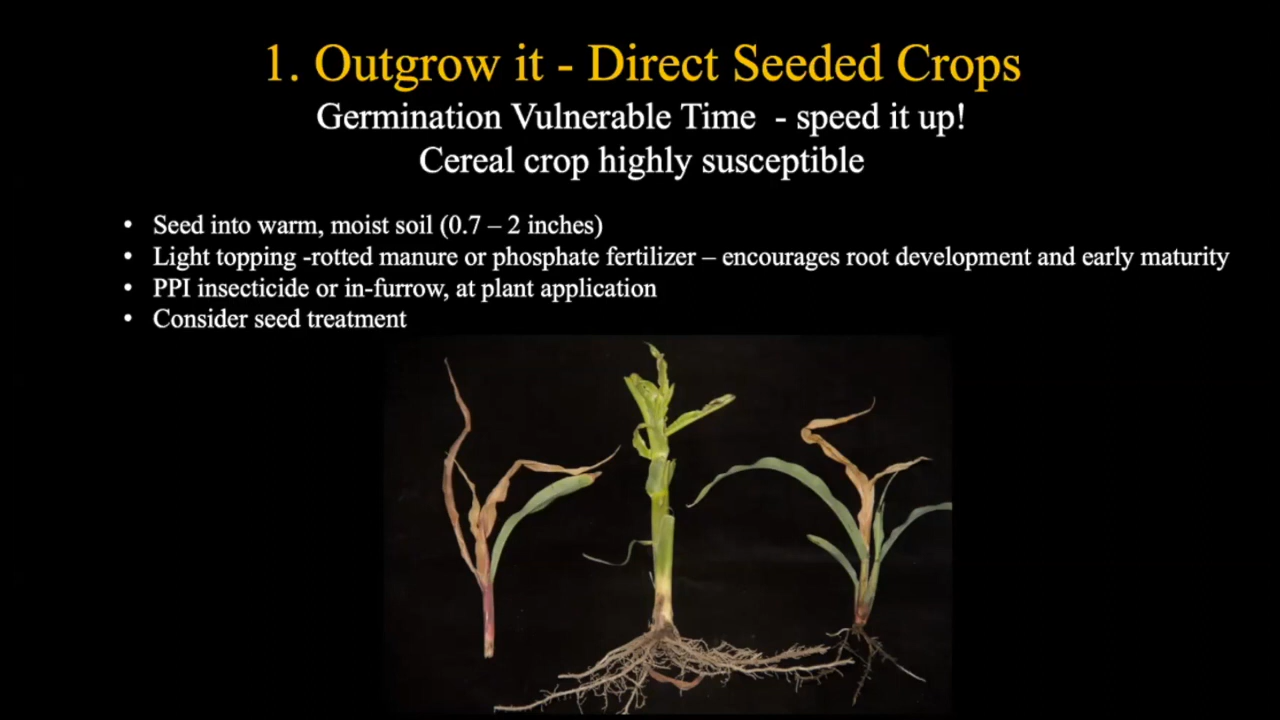 1. Outgrow it - Direct Seeded Crops
Germination Vulnerable Time - speed it up!
Cereal crop highly susceptible
• Seed into warm, moist soil (0.7 – 2 inches)
• Light topping -rotted manure or phosphate fertilizer – encourages root development and early maturity
• PPI insecticide or in-furrow, at plant application
• Consider seed treatment